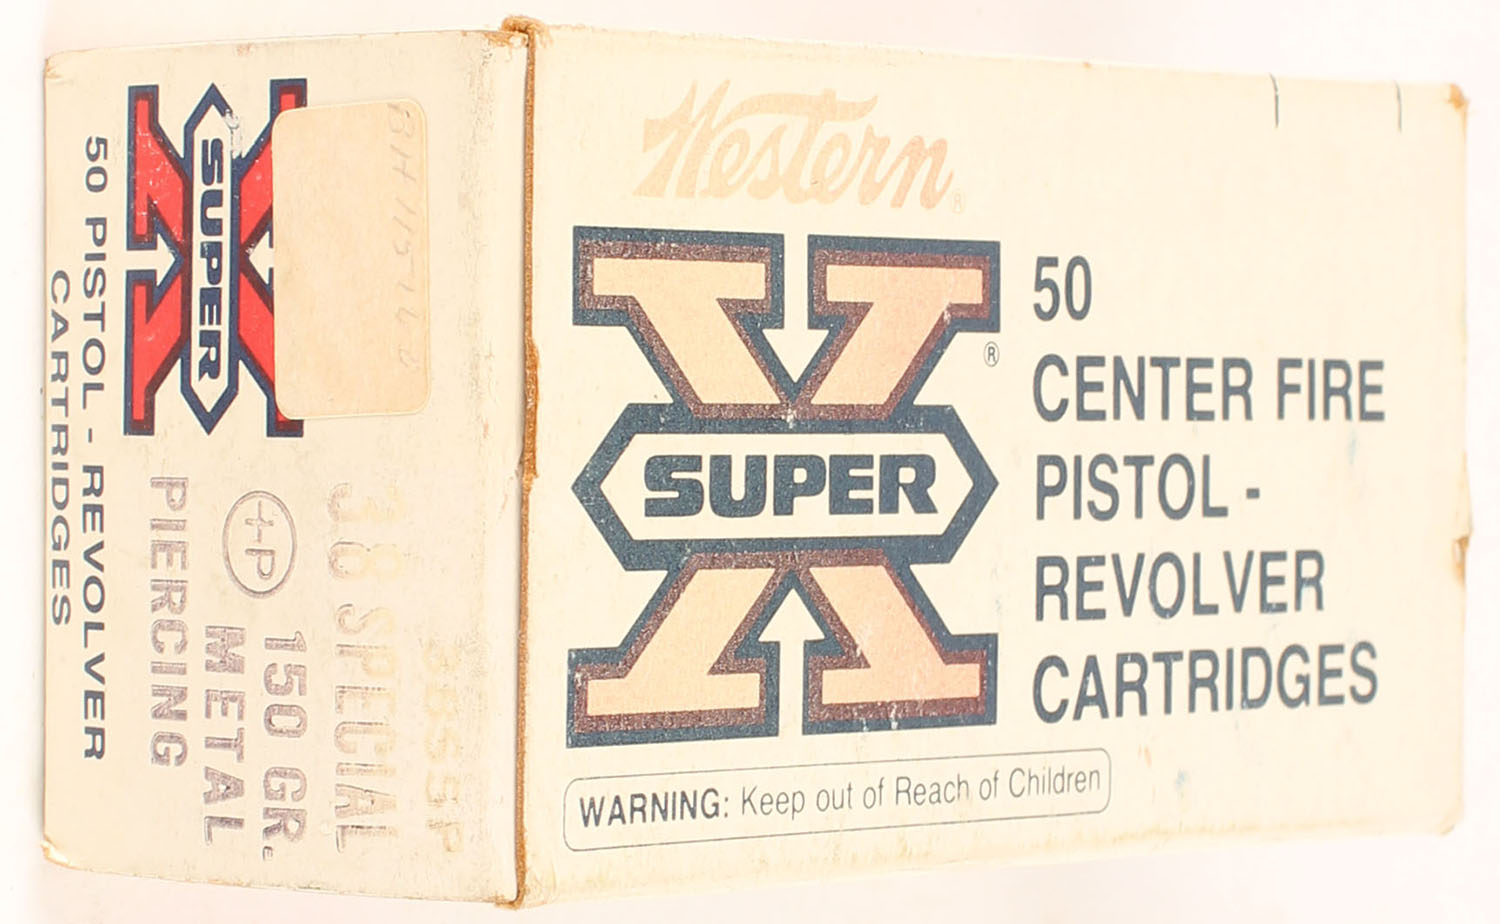 Western®
SUPER
X
®
50
CENTER FIRE
PISTOL -
REVOLVER
CARTRIDGES
WARNING: Keep out of Reach of Children
X
SUPER
38 SPECIAL
+P
150 GR.
METAL
PIERCING
50 PISTOL - REVOLVER
CARTRIDGES